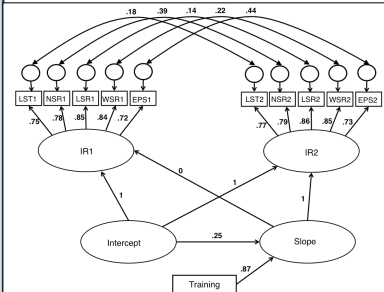 .18 .39 .14 .22 .44
LST1 NSR1 LSR1 WSR1 EPS1 LST2 NSR2 LSR2 WSR2 EPS2
.75 .78 .85 .84 .72 .77 .79 .86 .85 .73
IR1 IR2
0
1 1 1
Intercept .25 Slope
.87
Training